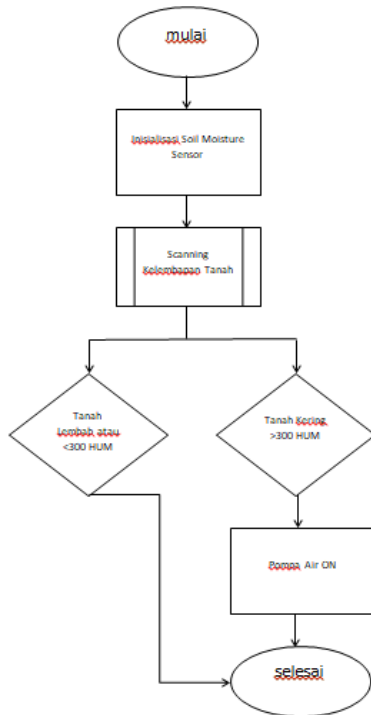 mulai
Inisialisasi Soil Moisture
Sensor
Scanning
Kelembapan Tanah
Tanah
Lembab atau
<300 HUM
Tanah Kering
>300 HUM
Pompa Air ON
selesai